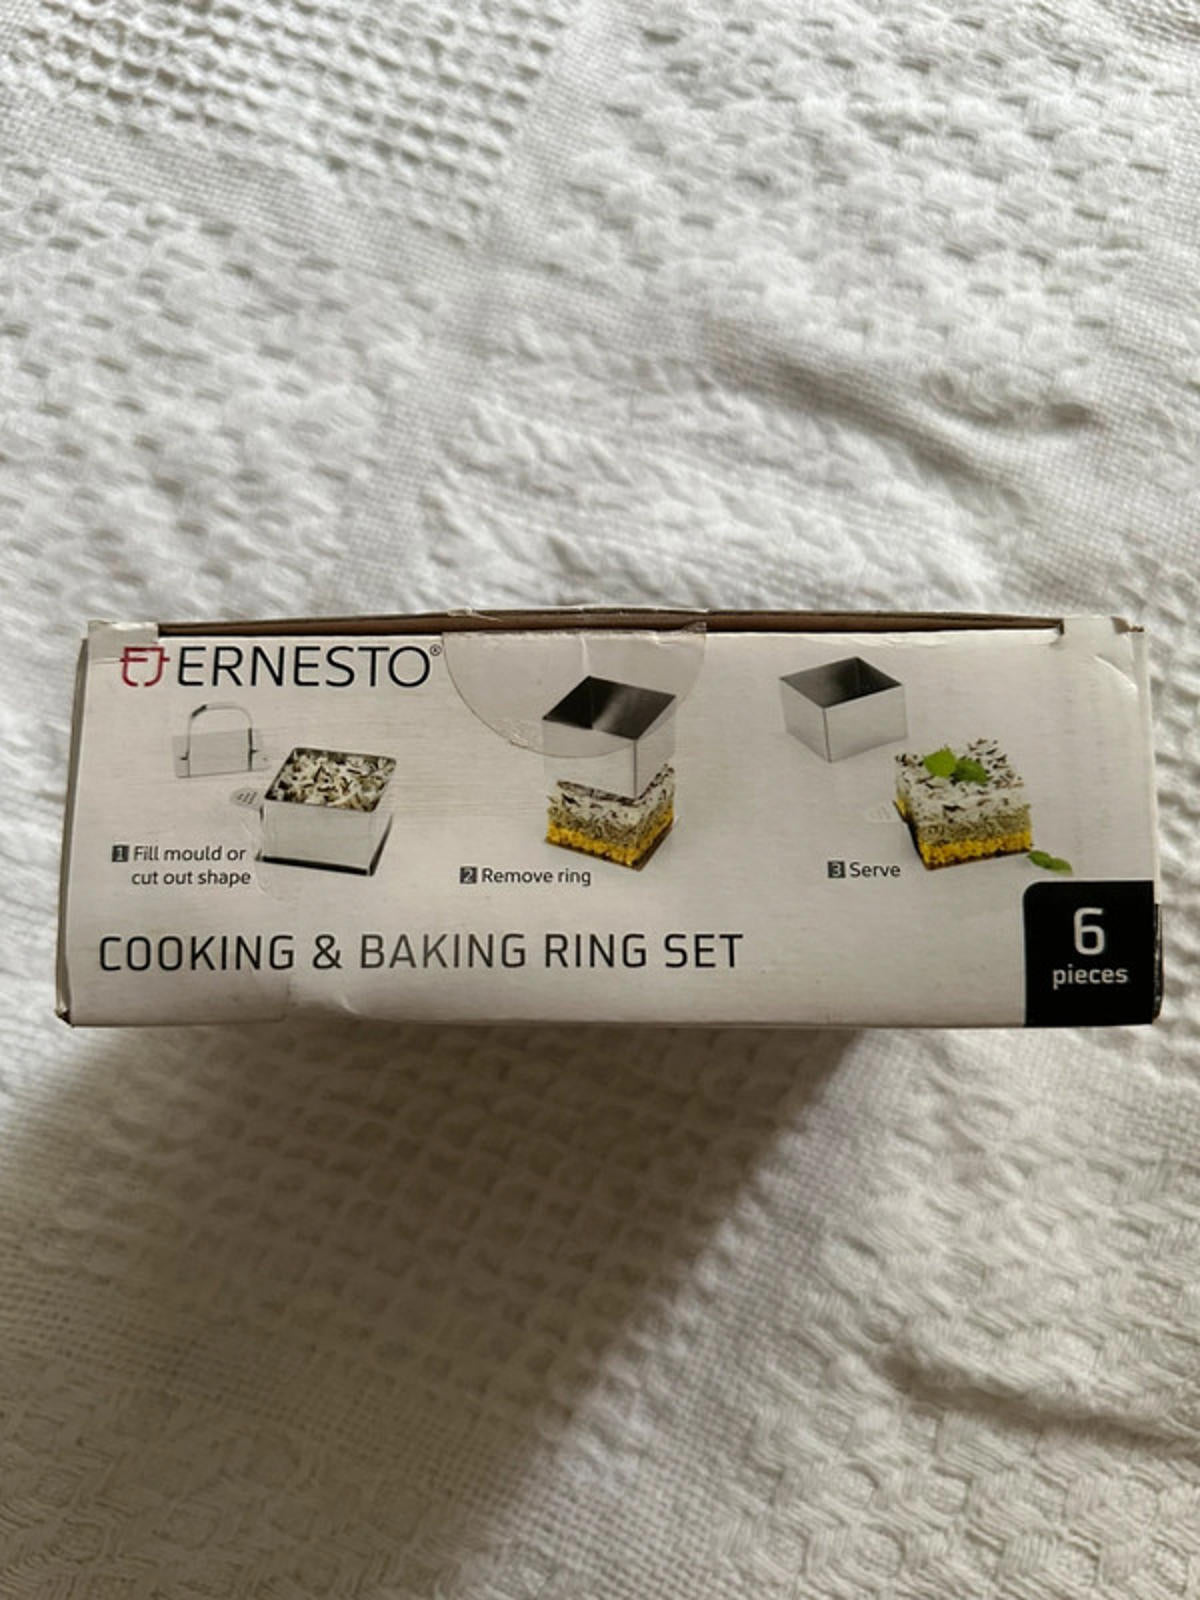 ERNESTO®
1 Fill mould or
cut out shape
2 Remove ring
3 Serve
COOKING & BAKING RING SET
6
pieces